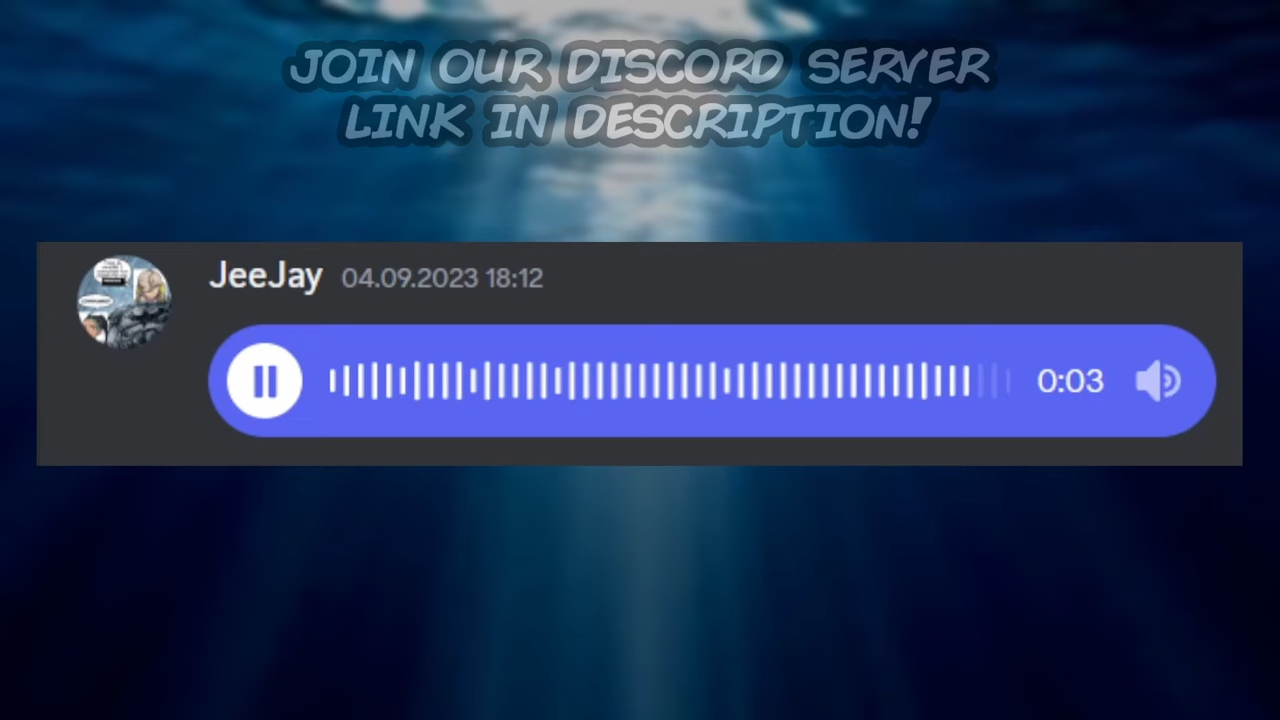 JOIN OUR DISCORD SERVER
LINK IN DESCRIPTION!
JeeJay 04.09.2023 18:12
0:03